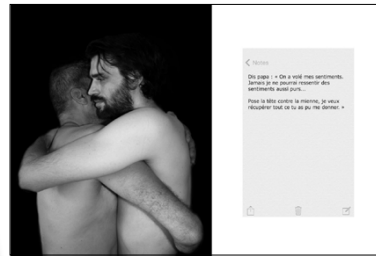 Notes
Dis papa : « On a volé mes sentiments.
Jamais je ne pourrai ressentir des
sentiments aussi purs...
Pose la tête contre la mienne, je veux
récupérer tout ce tu as pu me donner. »